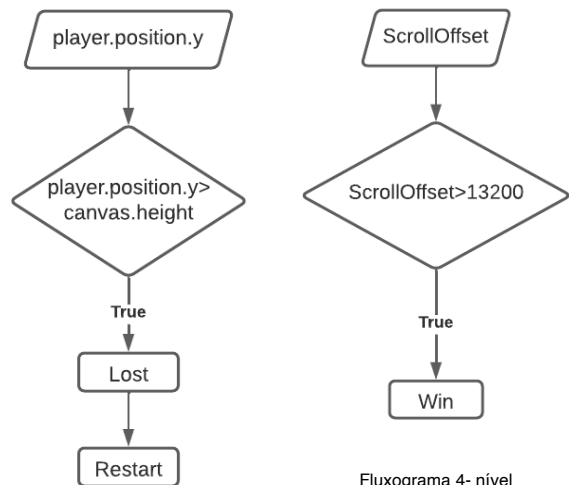 player.position.y
player.position.y>
canvas.height
True
Lost
Restart
ScrollOffset
ScrollOffset>13200
True
Win
Fluxograma 4- nível